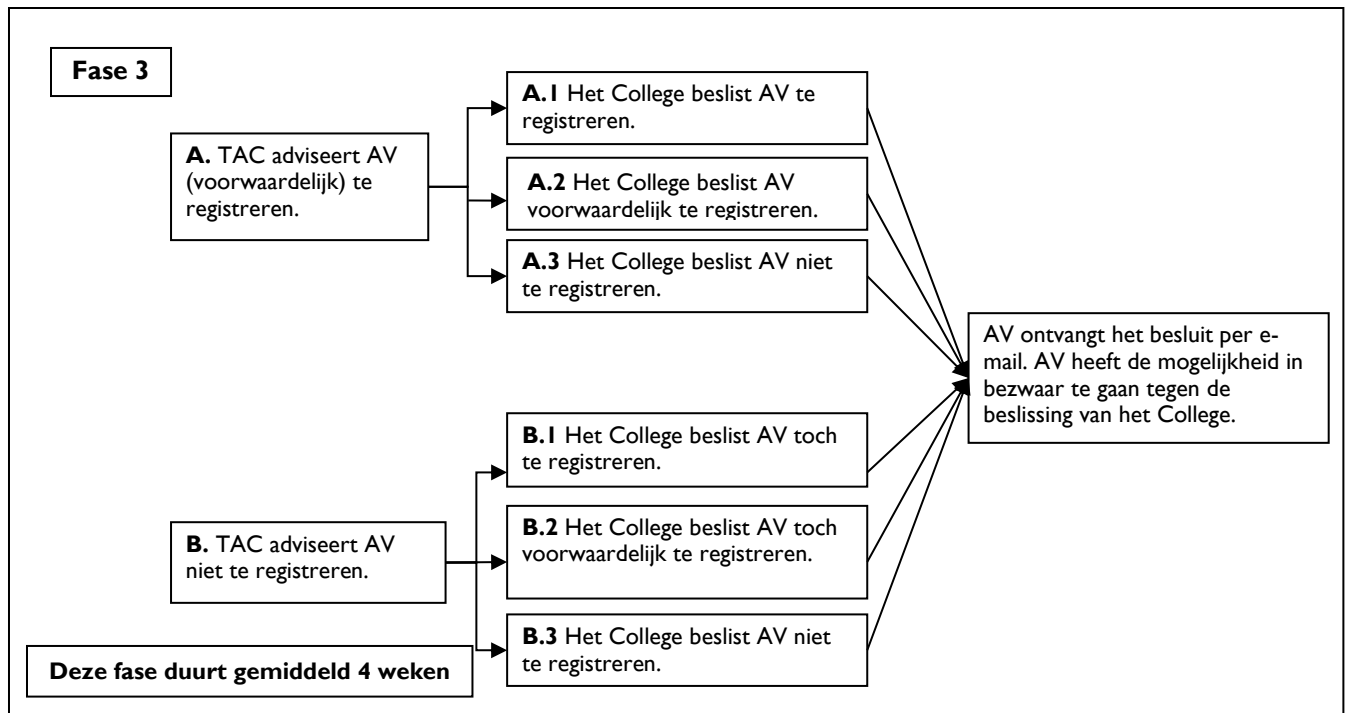 Fase 3
A. TAC adviseert AV
(voorwaardelijk) te
registreren.
A.1 Het College beslist AV te
registreren.
A.2 Het College beslist AV
voorwaardelijk te registreren.
A.3 Het College beslist AV niet
te registreren.
B. TAC adviseert AV
niet te registreren.
B.1 Het College beslist AV toch
te registreren.
B.2 Het College beslist AV toch
voorwaardelijk te registreren.
B.3 Het College beslist AV niet
te registreren.
AV ontvangt het besluit per e-
mail. AV heeft de mogelijkheid in
bezwaar te gaan tegen de
beslissing van het College.
Deze fase duurt gemiddeld 4 weken